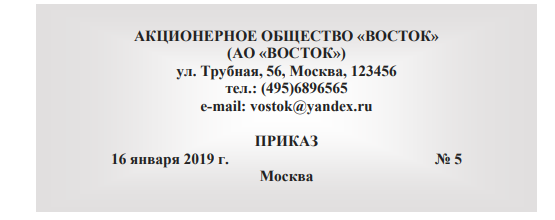 АКЦИОНЕРНОЕ ОБЩЕСТВО «ВОСТОК»
(АО «ВОСТОК»)
ул. Трубная, 56, Москва, 123456
тел.: (495)6896565
e-mail: vostok@yandex.ru
ПРИКАЗ
16 января 2019 г. № 5
Москва